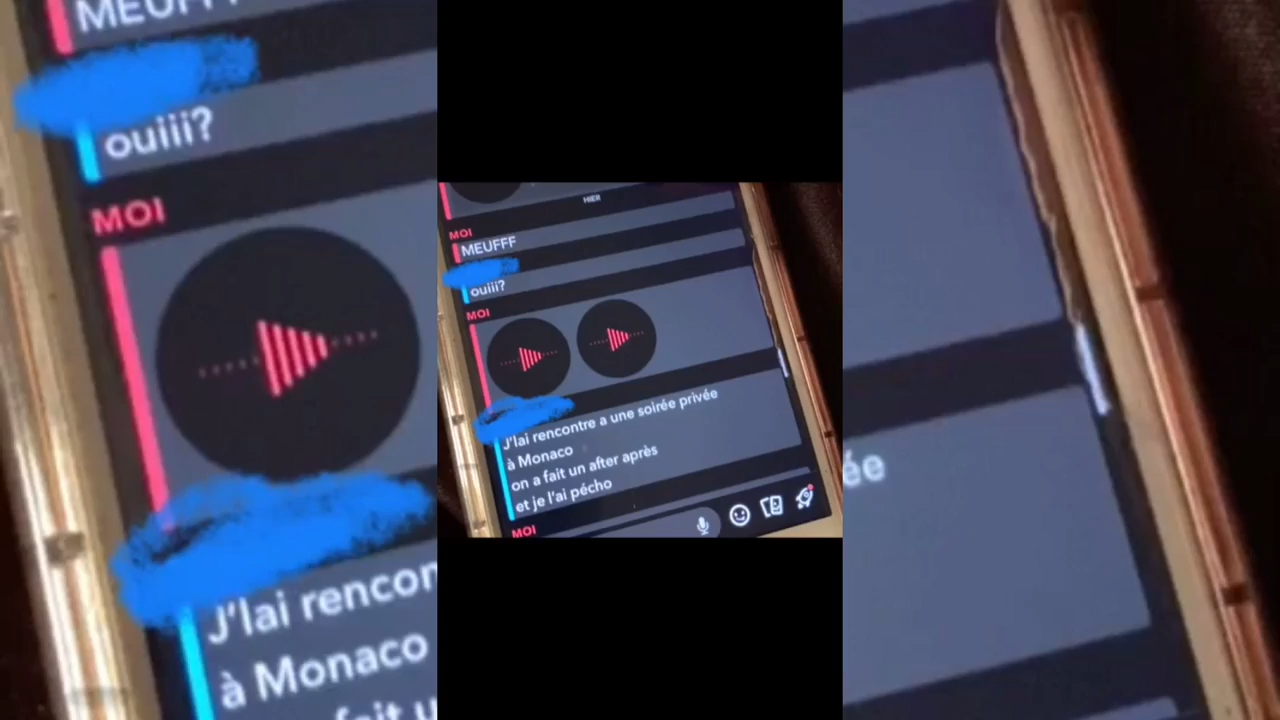 MEUFFF
ouiii?
MOI
J'lai rencon
à Monaco
fait u
HIER
MOI
MEUFFF
ouiii?
MOI
J'lai rencontre a une soirée privée
à Monaco
on a fait un after après
et je l'ai pécho
MOI
ée